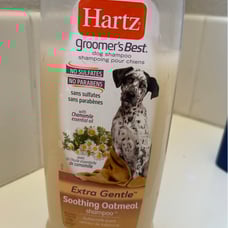 Hartz
groomer's Best.
dog shampoo
shampooing pour chiens
NO SULFATES
NO PARABENS
sans sulfates
sans parabènes
with Chamomile
essential oil
Extra Gentle™
Soothing Oatmeal
shampoo